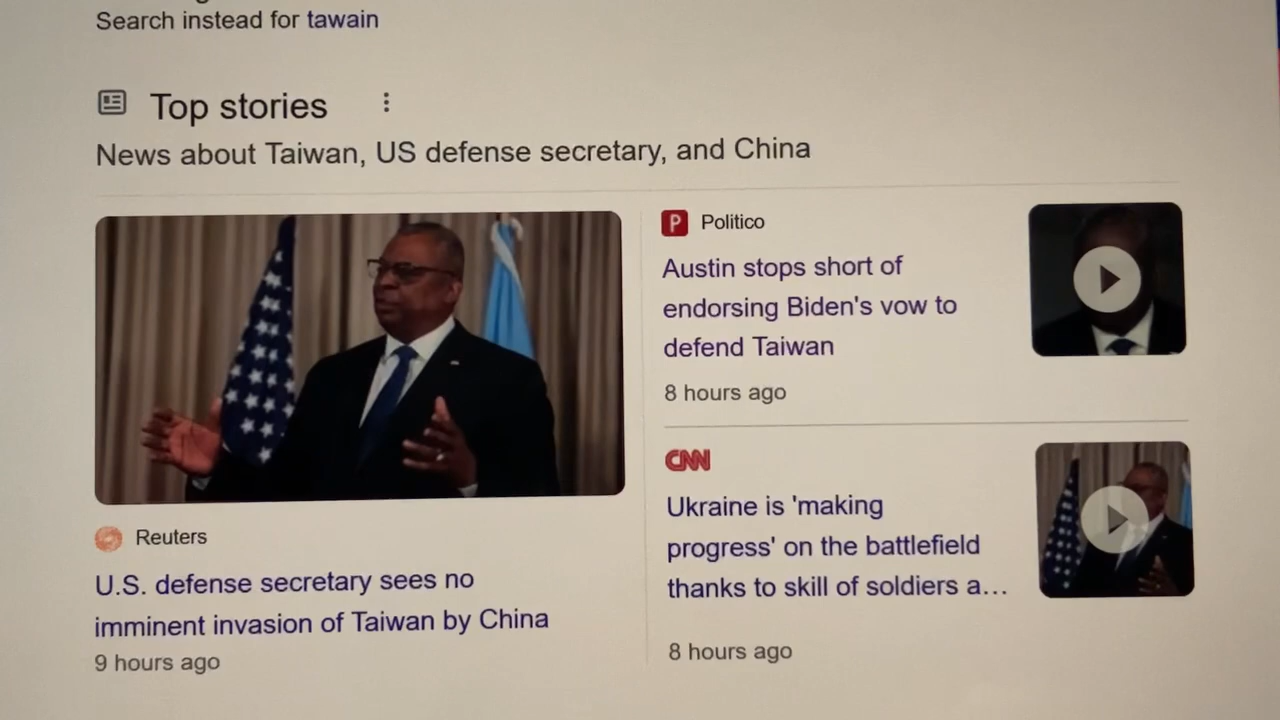 Search instead for tawain
Top stories
News about Taiwan, US defense secretary, and China
Reuters
U.S. defense secretary sees no
imminent invasion of Taiwan by China
9 hours ago
P Politico
Austin stops short of
endorsing Biden's vow to
defend Taiwan
8 hours ago
CNN
Ukraine is 'making
progress' on the battlefield
thanks to skill of soldiers a...
8 hours ago